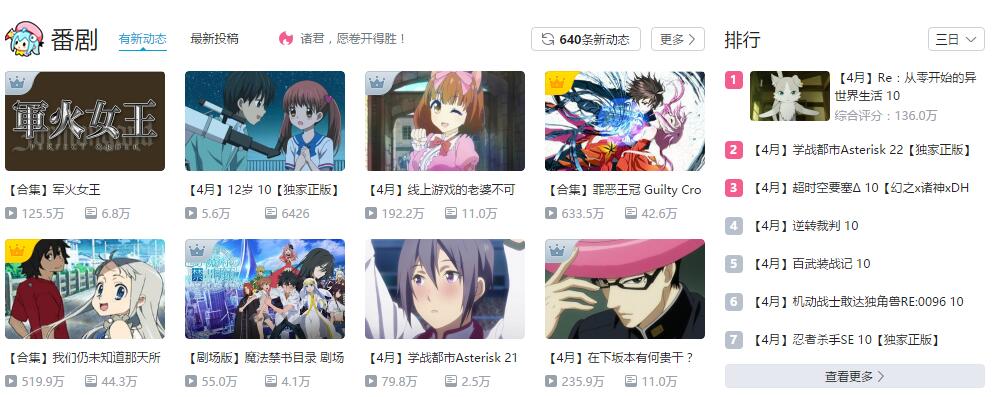 番剧 有新动态 最新投稿 诸君，愿卷开得胜！ 640条新动态 更多
軍火女王
【合集】军火女王
125.5万 6.8万
【4月】12岁 10【独家正版】
5.6万 6426
【4月】线上游戏的老婆不可
192.2万 11.0万
【合集】罪恶王冠 Guilty Cro
633.5万 42.6万
【合集】我们仍未知道那天所
519.9万 44.3万
【剧场版】魔法禁书目录 剧场
55.0万 4.1万
【4月】学战都市Asterisk 21
79.8万 2.5万
【4月】在下坂本有何贵干？
235.9万 11.0万
排行 三日
1 【4月】Re：从零开始的异
世界生活 10
综合评分：136.0万
2 【4月】学战都市Asterisk 22【独家正版】
3 【4月】超时空要塞Δ 10【幻之x诸神xDH
4 【4月】逆转裁判 10
5 【4月】百武装战记 10
6 【4月】机动战士敢达独角兽RE:0096 10
7 【4月】忍者杀手SE 10【独家正版】
查看更多